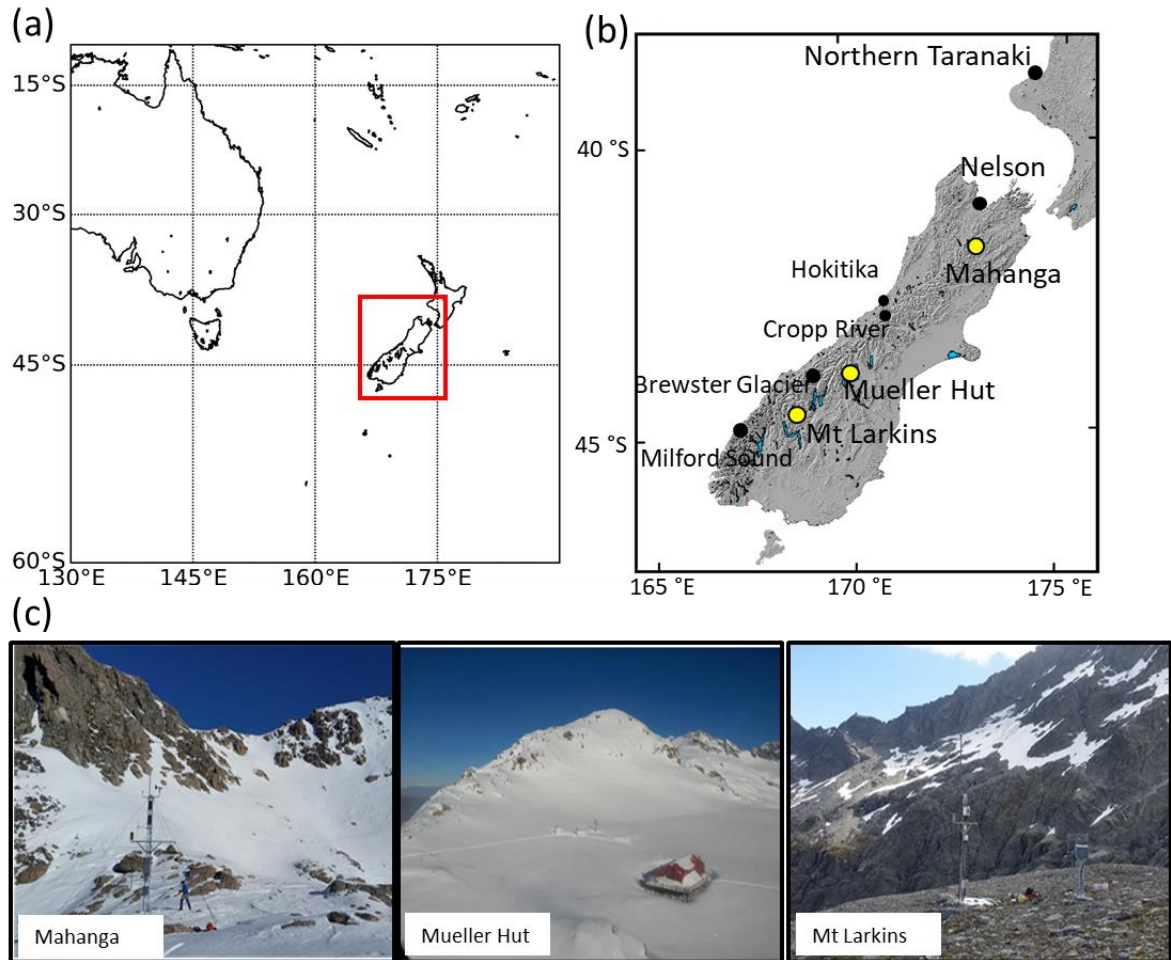 (a)
15°S
30°S
45°S
60°S
130°E
145°E
160°E
175°E
(b)
Northern Taranaki
40 °S
Nelson
Mahanga
Hokitika
Cropp River
Brewster Glacier
Mueller Hut
Mt Larkins
45 °S
Milford Sound
165 °E
170 °E
175 °E
(c)
Mahanga
Mueller Hut
Mt Larkins